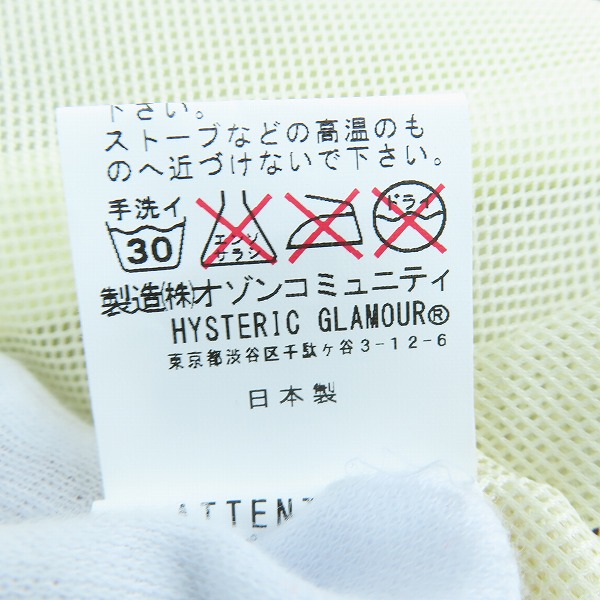 下さい。
ストーブなどの高温のも
のへ近づけないで下さい。
手洗イ
30
エンソ
サラシ
ドライ
製造㈱オゾンコミュニティ
HYSTERIC GLAMOUR®
東京都渋谷区千駄ヶ谷3-12-6
日本製
ATTENT